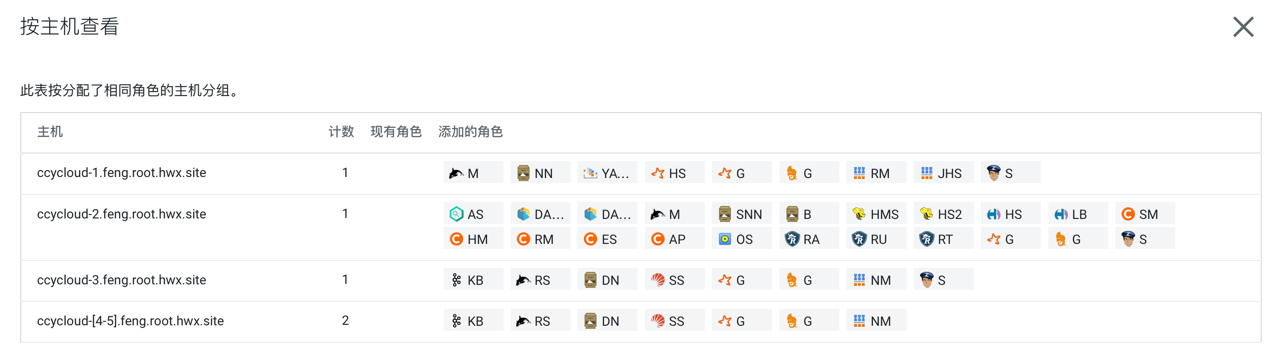 按主机查看
此表按分配了相同角色的主机分组。
主机 计数 现有角色 添加的角色
ccycloud-1.feng.root.hwx.site 1 M NN YA... HS G G RM JHS S
ccycloud-2.feng.root.hwx.site 1 AS DA... DA... M SNN B HMS HS2 HS LB SM
HM RM ES AP OS RA RU RT G G S
ccycloud-3.feng.root.hwx.site 1 KB RS DN SS G G NM S
ccycloud-[4-5].feng.root.hwx.site 2 KB RS DN SS G G NM